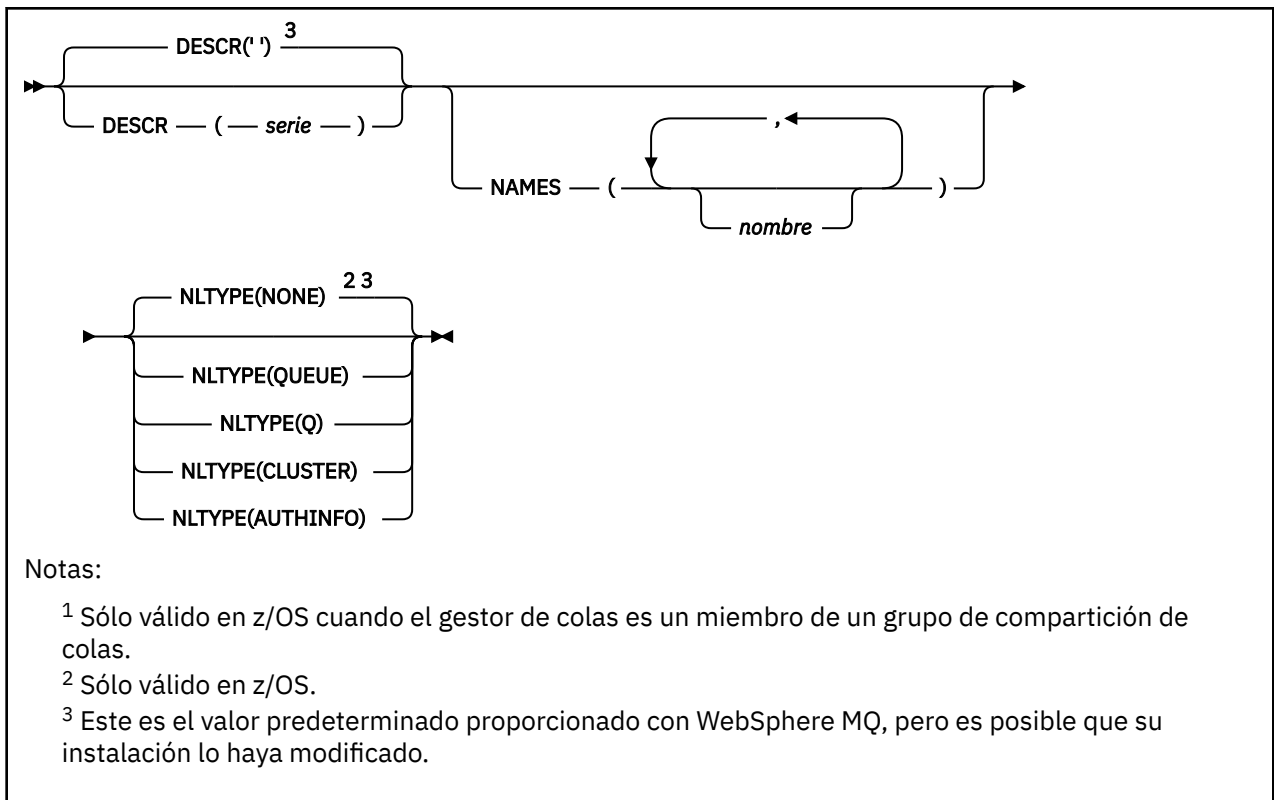 DESCR(' ') 3
DESCR ( serie )
,
NAMES ( )
nombre
NLTYPE(NONE) 2 3
NLTYPE(QUEUE)
NLTYPE(Q)
NLTYPE(CLUSTER)
NLTYPE(AUTHINFO)
Notas:
1 Sólo válido en z/OS cuando el gestor de colas es un miembro de un grupo de compartición de
colas.
2 Sólo válido en z/OS.
3 Este es el valor predeterminado proporcionado con WebSphere MQ, pero es posible que su
instalación lo haya modificado.